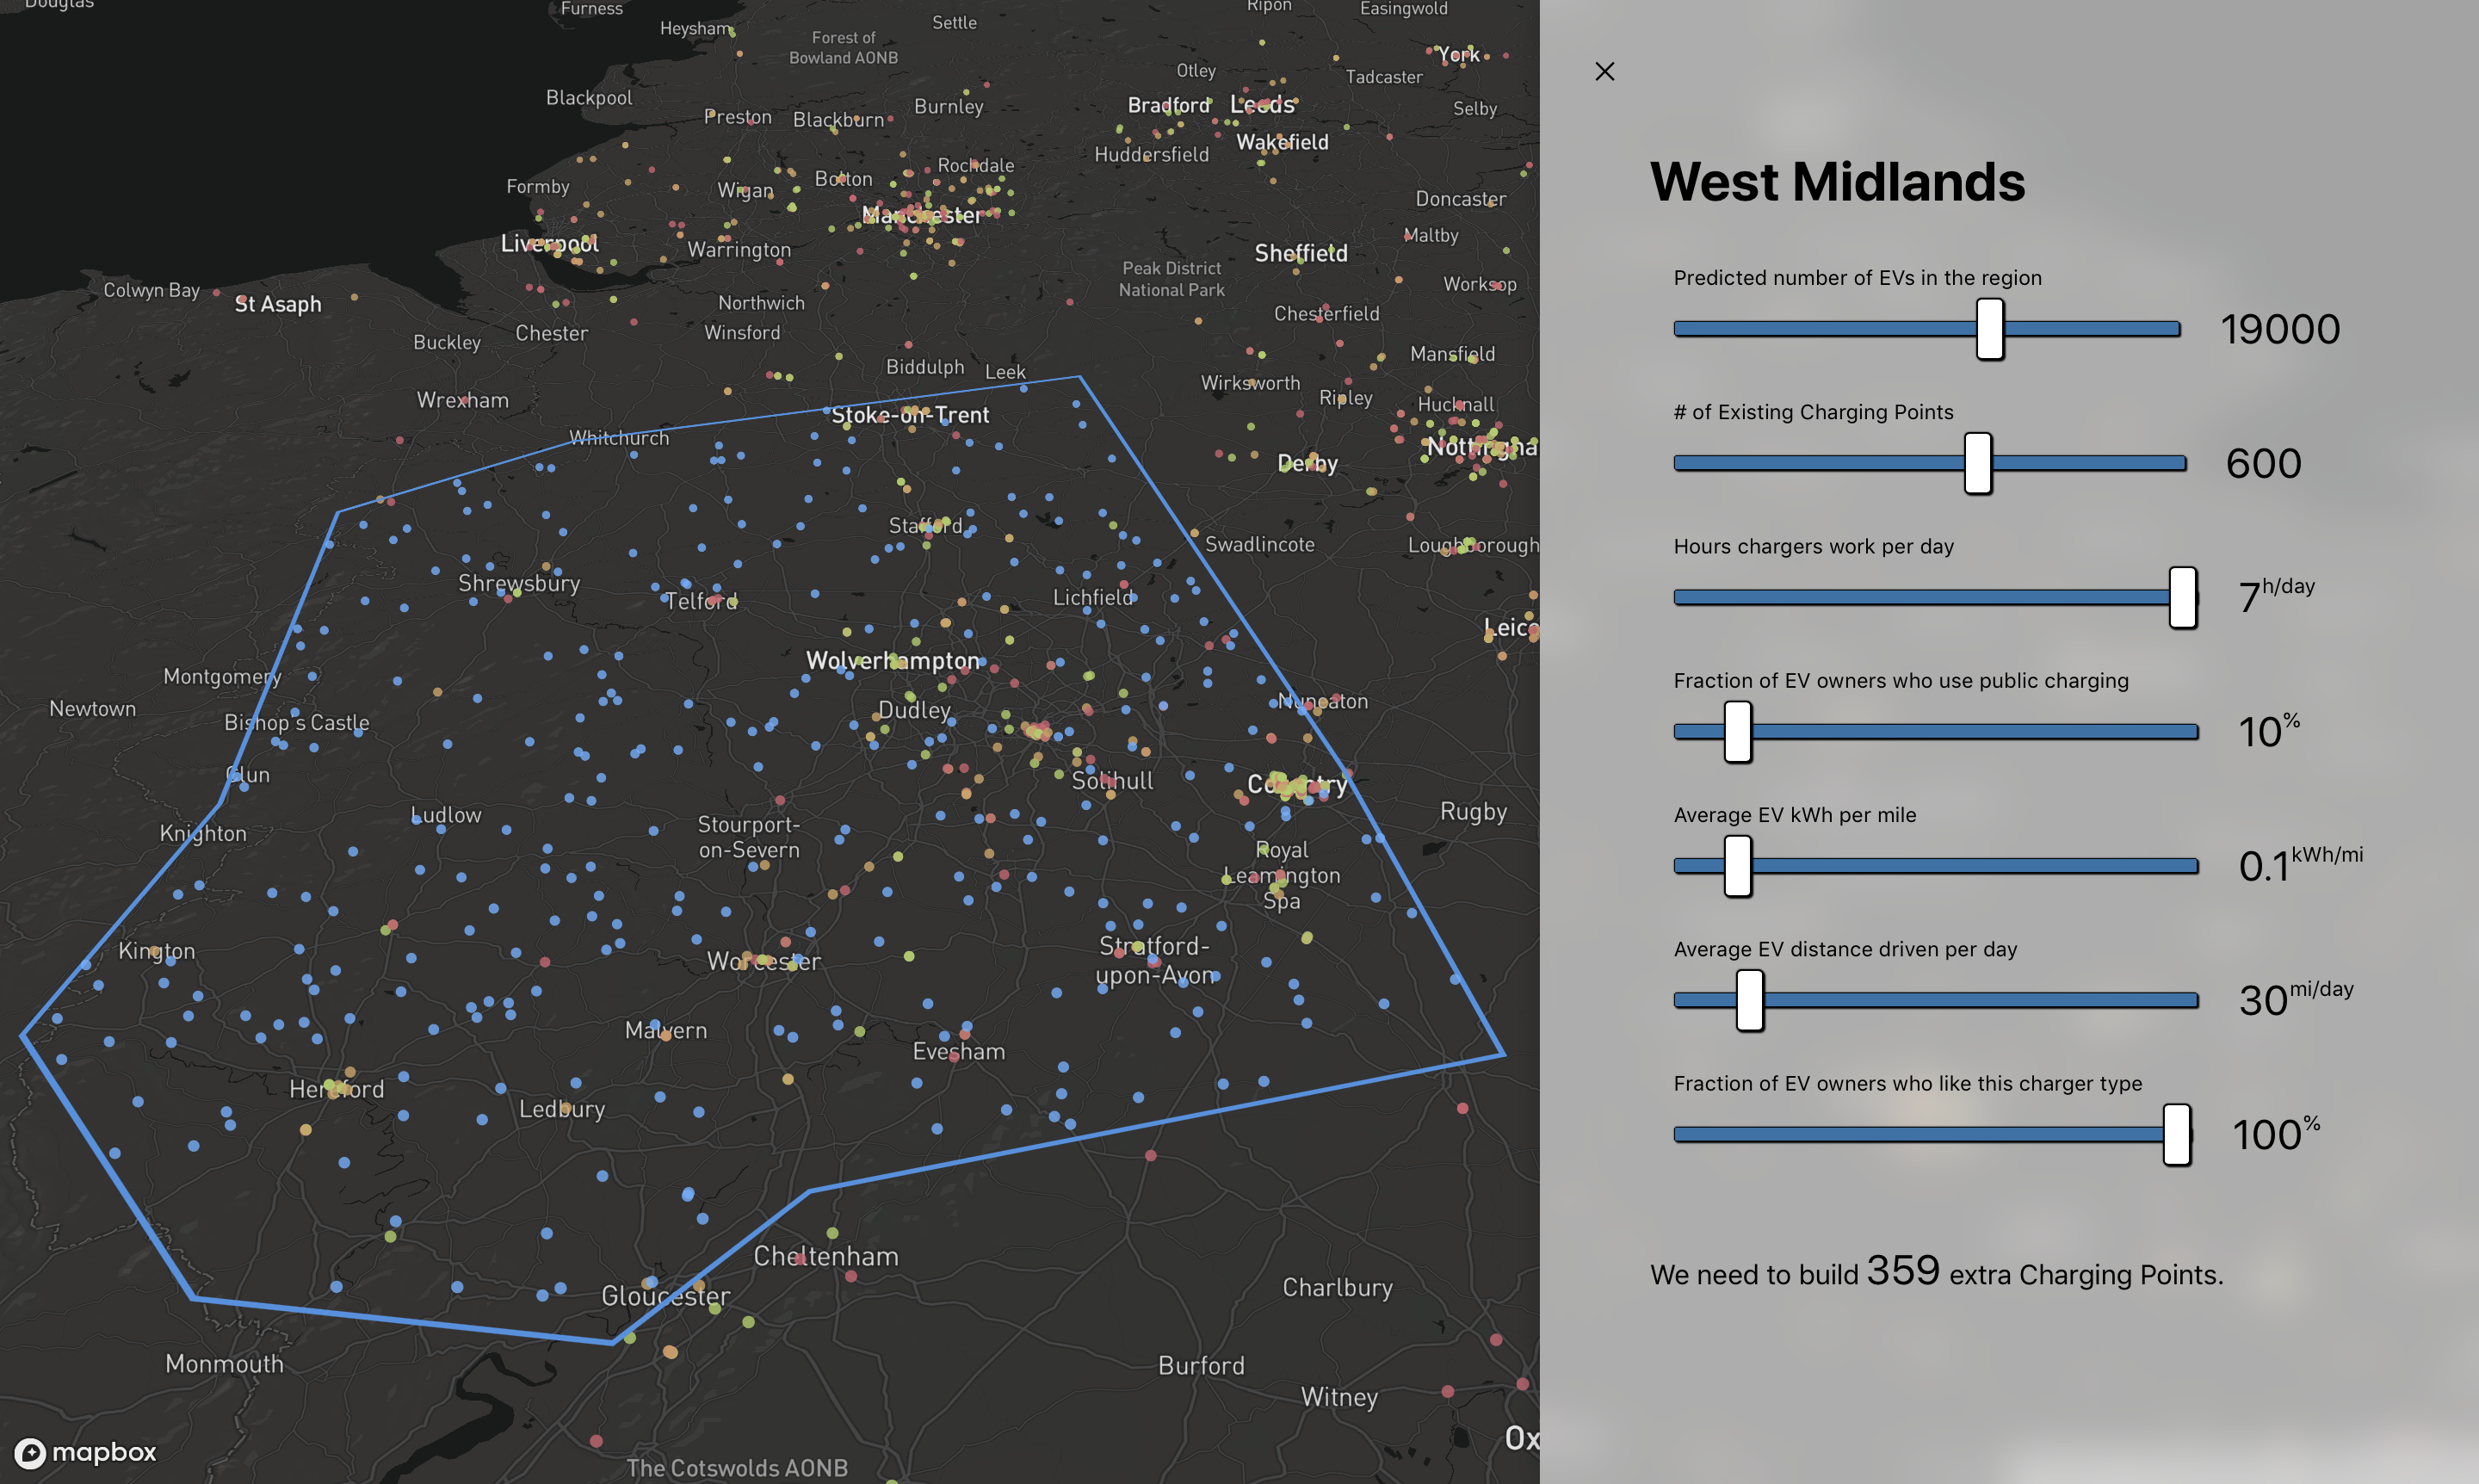 Douglas
Furness
Ripon
Easingwold
Heysham
Settle
Forest of
Bowland AONB
York
Otley
Tadcaster
Blackpool
Preston
Blackburn
Burnley
Bradford
Leeds
Selby
Wakefield
Huddersfield
Rochdale
Bolton
Formby
Wigan
Doncaster
Manchester
Liverpool
Warrington
Sheffield
Maltby
Peak District
National Park
Colwyn Bay
St Asaph
Northwich
Worksop
Chesterfield
Buckley
Chester
Winsford
Mansfield
Biddulph
Leek
Wirksworth
Wrexham
Ripley
Hucknall
Stoke-on-Trent
Whitchurch
Nottingha
Derby
Stafford
Swadlincote
Loughborough
Shrewsbury
Telford
Lichfield
Leice
Wolverhampton
Montgomery
Newtown
Bishop s Castle
Dudley
Nuneaton
Clun
Solihull
Coventry
Ludlow
Rugby
Knighton
Stourport-
on-Severn
Royal
Leamington
Spa
Kington
Worcester
Stratford-
upon-Avon
Malvern
Evesham
Hereford
Ledbury
Cheltenham
Gloucester
Charlbury
Monmouth
Burford
Witney
Ox
The Cotswolds AONB
mapbox
West Midlands
Predicted number of EVs in the region
19000
# of Existing Charging Points
600
Hours chargers work per day
7h/day
Fraction of EV owners who use public charging
10%
Average EV kWh per mile
0.1kWh/mi
Average EV distance driven per day
30mi/day
Fraction of EV owners who like this charger type
100%
We need to build 359 extra Charging Points.